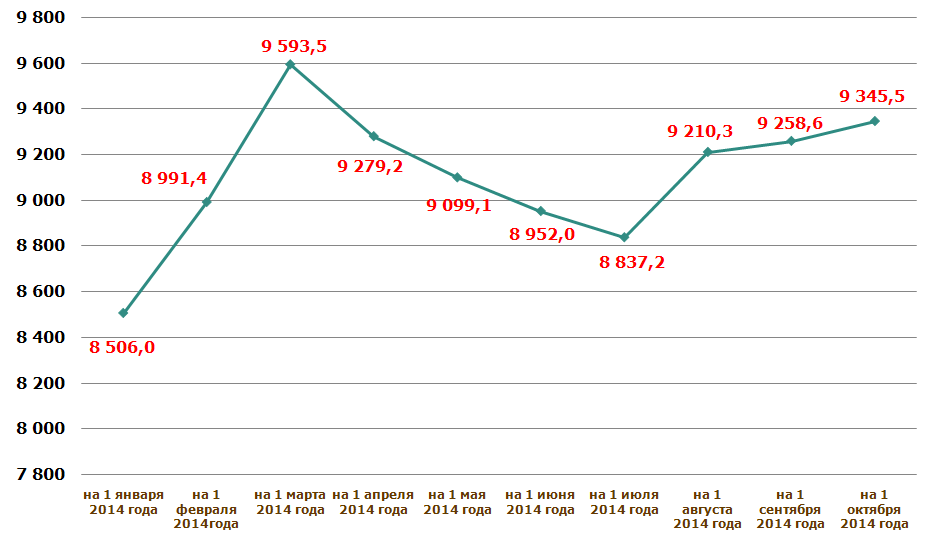 9 800
9 600
9 400
9 200
9 000
8 800
8 600
8 400
8 200
8 000
7 800
8 506,0
8 991,4
9 593,5
9 279,2
9 099,1
8 952,0
8 837,2
9 210,3
9 258,6
9 345,5
на 1 января
2014 года
на 1
февраля
2014года
на 1 марта
2014 года
на 1 апреля
2014 года
на 1 мая
2014 года
на 1 июня
2014 года
на 1 июля
2014 года
на 1
августа
2014 года
на 1
сентября
2014 года
на 1
октября
2014 года